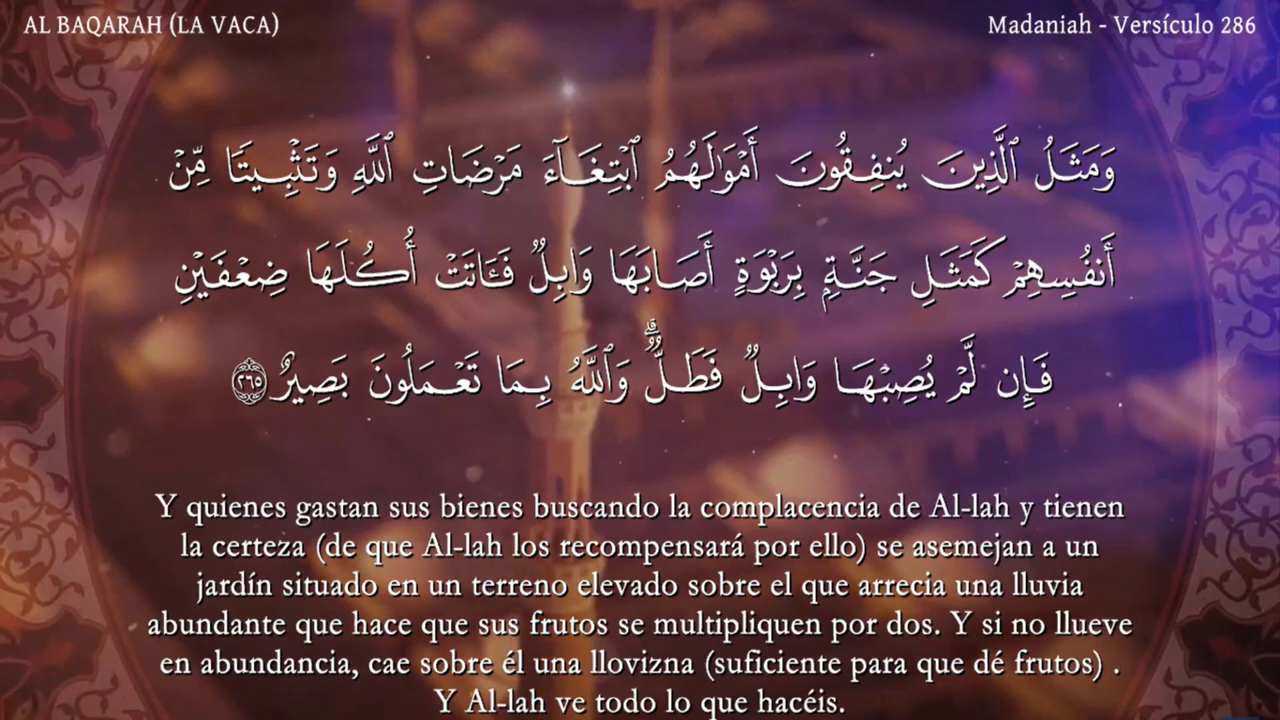 AL BAQARAH (LA VACA)
Madaniah - Versículo 286
وَمَثَلُ ٱلَّذِينَ يُنفِقُونَ أَمْوَٰلَهُمُ ٱبْتِغَآءَ مَرْضَاتِ ٱللَّهِ وَتَثْبِيتًا مِّنْ
أَنفُسِهِمْ كَمَثَلِ جَنَّةٍۭ بِرَبْوَةٍ أَصَابَهَا وَابِلٌ فَـَٔاتَتْ أُكُلَهَا ضِعْفَيْنِ
فَإِن لَّمْ يُصِبْهَا وَابِلٌ فَطَلٌّ ۗ وَٱللَّهُ بِمَا تَعْمَلُونَ بَصِيرٌ ٢٦٥
Y quienes gastan sus bienes buscando la complacencia de Al-lah y tienen
la certeza (de que Al-lah los recompensará por ello) se asemejan a un
jardín situado en un terreno elevado sobre el que arrecia una lluvia
abundante que hace que sus frutos se multipliquen por dos. Y si no llueve
en abundancia, cae sobre él una llovizna (suficiente para que dé frutos) .
Y Al-lah ve todo lo que hacéis.